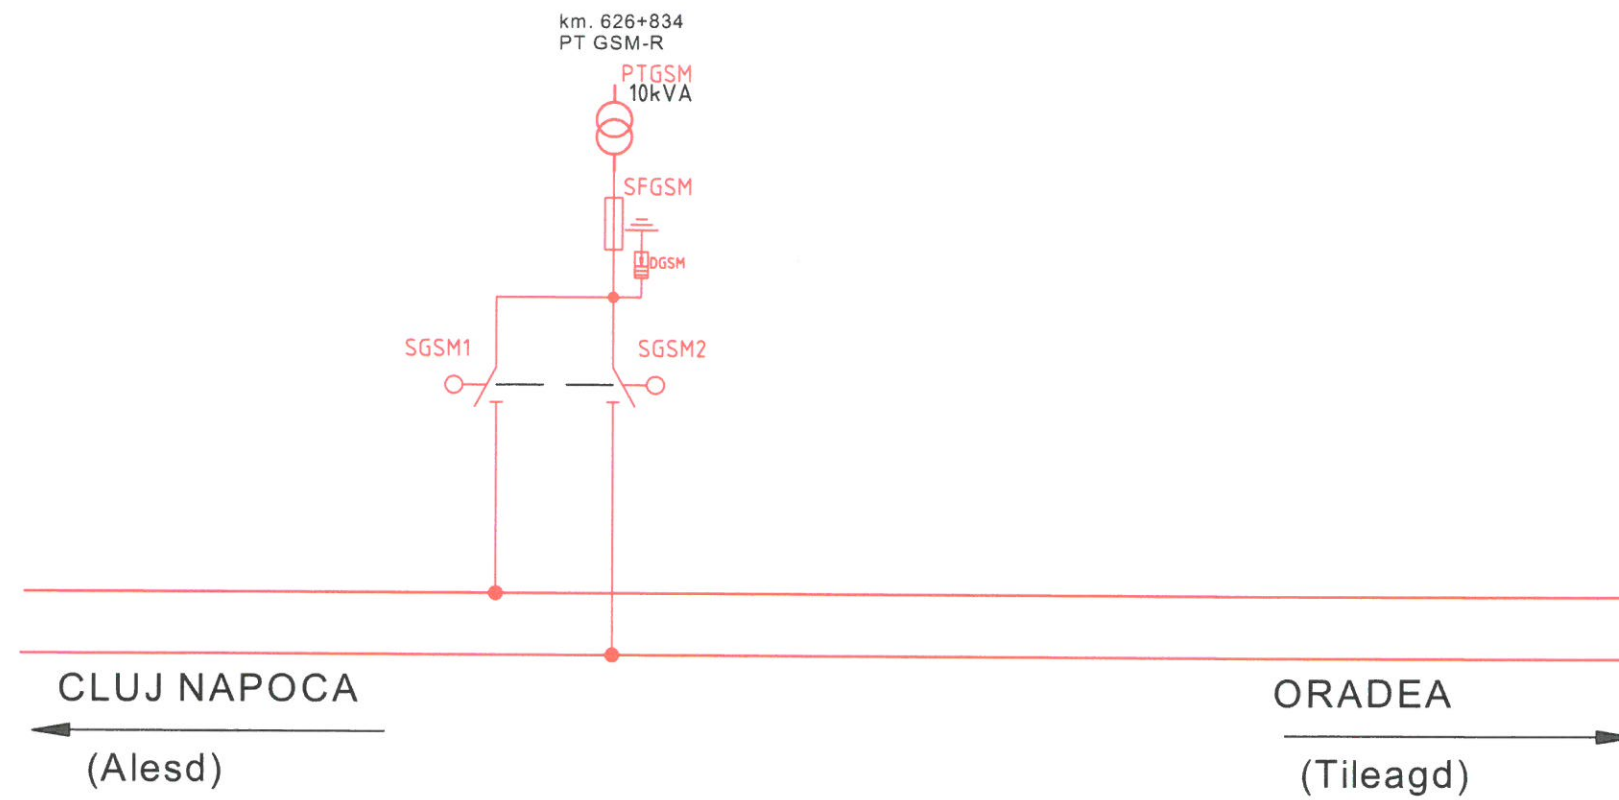 km. 626+834
PT GSM-R
PTGSM
10kVA
SFGSM
DGSM
SGSM1
SGSM2
CLUJ NAPOCA
ORADEA
(Alesd)
(Tileagd)